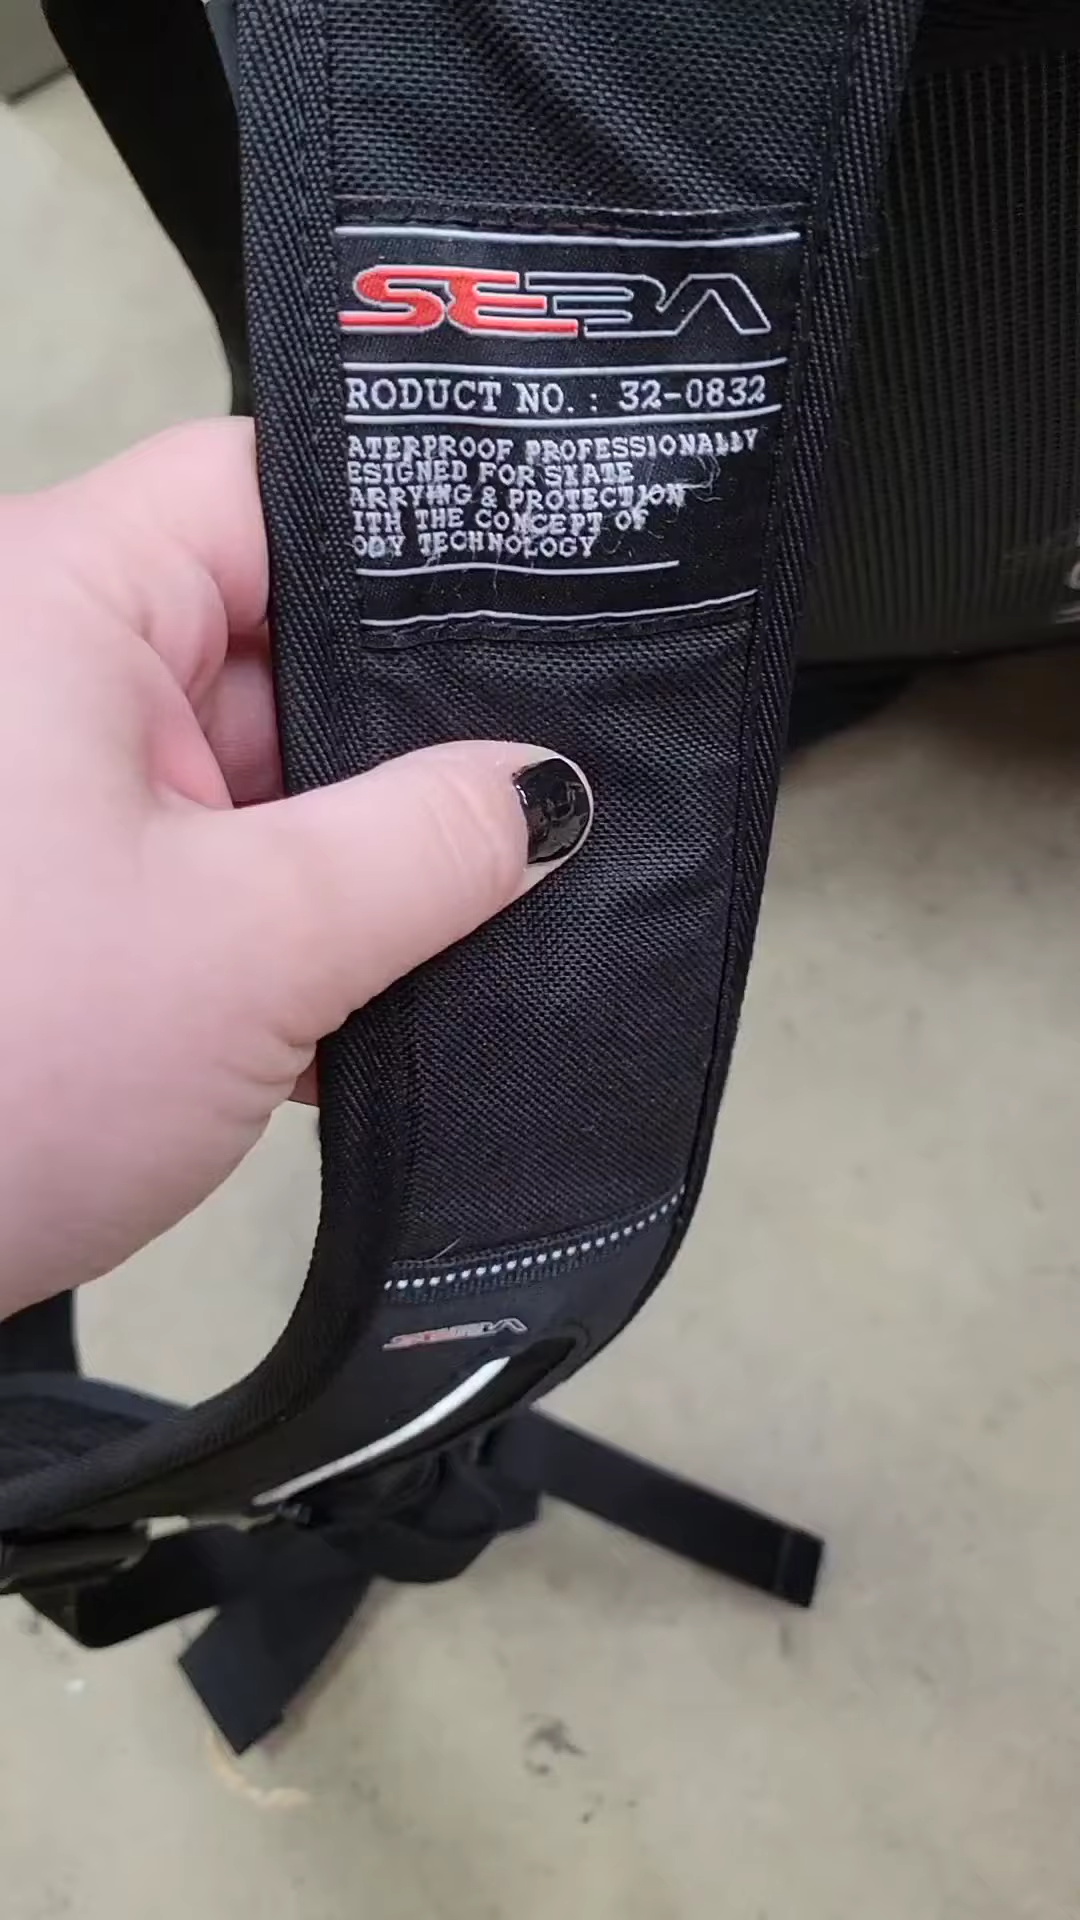 SEBA
RODUCT NO. : 32-0832
ATERPROOF PROFESSIONALLY
ESIGNED FOR SKATE
ARRYING & PROTECTION
ITH THE CONCEPT OF
ODY TECHNOLOGY
SEBA